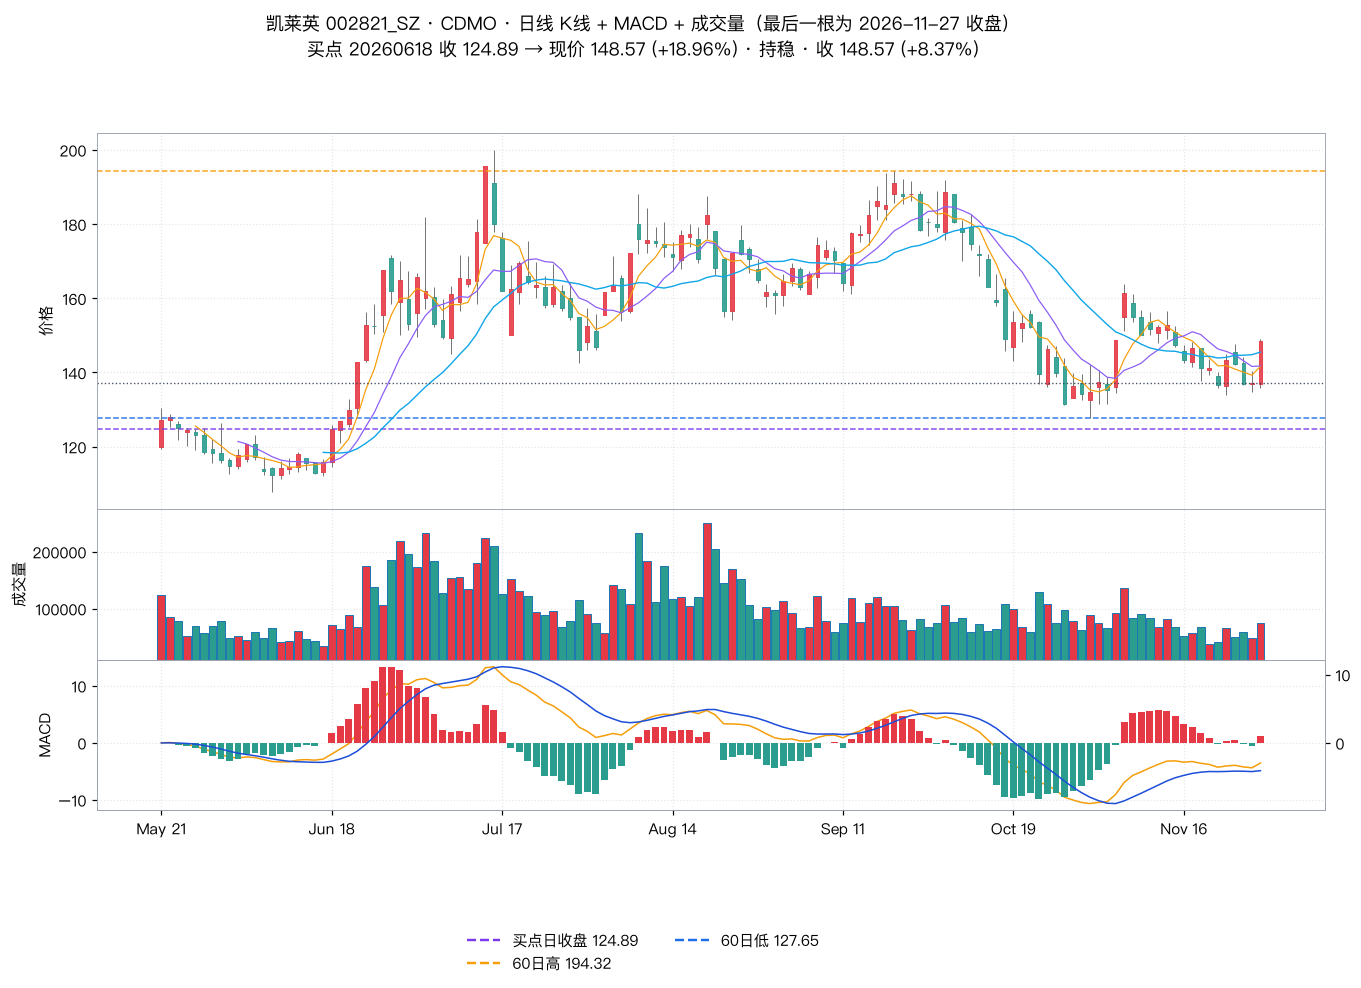 凯莱英 002821_SZ · CDMO · 日线 K线 + MACD + 成交量（最后一根为 2026−11−27 收盘）
买点 20260618 收 124.89 → 现价 148.57 (+18.96%) · 持稳 · 收 148.57 (+8.37%)
价格
200
180
160
140
120
成交量
200000
100000
MACD
10
0
−10
10
0
May 21
Jun 18
Jul 17
Aug 14
Sep 11
Oct 19
Nov 16
买点日收盘 124.89
60日低 127.65
60日高 194.32